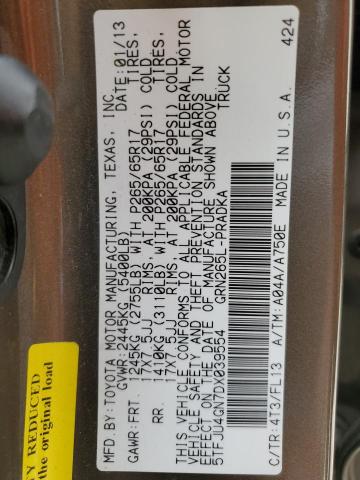 MFD.BY:TOYOTA MOTOR MANUFACTURING, TEXAS, INC.
GVWR:2445KG (5400LB) DATE:01/13
GAWR:FRT. 1245KG (2755LB) WITH P265/65R17 TIRES,
17X7.5JJ RIMS, AT 200KPA (29PSI) COLD
RR. 1410KG (3110LB) WITH P265/65R17 TIRES,
17X7.5JJ RIMS, AT 200KPA (29PSI) COLD
THIS VEHICLE CONFORMS TO ALL APPLICABLE FEDERAL MOTOR
VEHICLE SAFETY AND THEFT PREVENTION STANDARDS IN
EFFECT ON THE DATE OF MANUFACTURE SHOWN ABOVE.
5TFJU4GN7DX039554 GRN265L-PRADKA TRUCK
C/TR:4T3/FL13 A/TM:A04A/A750E MADE IN U.S.A. 424
TY REDUCED
the original load